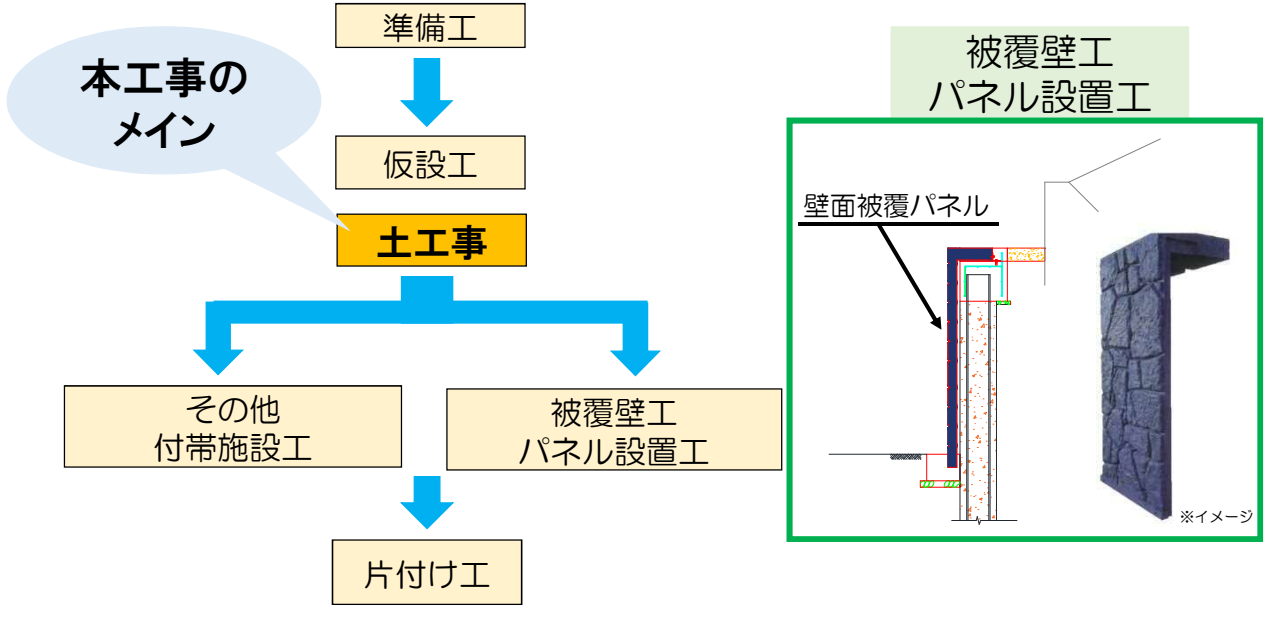 準備工
本工事の
メイン
仮設工
土工事
その他
付帯施設工
被覆壁工
パネル設置工
片付け工
被覆壁工
パネル設置工
壁面被覆パネル
※イメージ